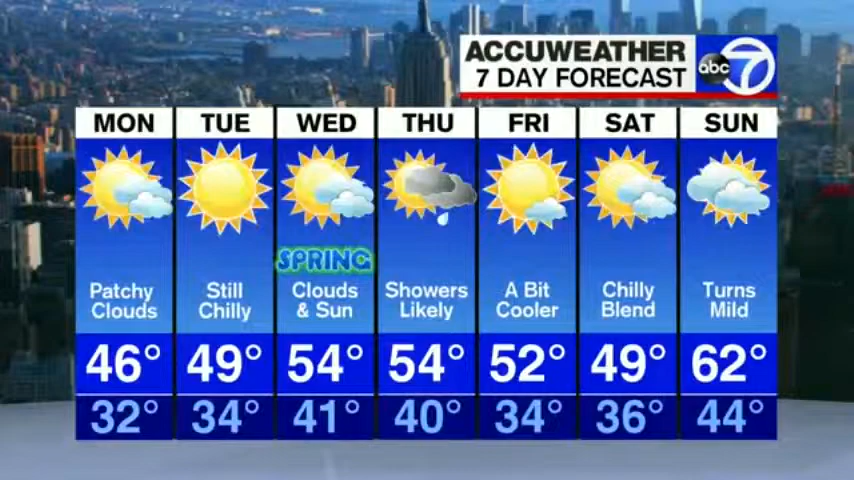 ACCUWEATHER
7 DAY FORECAST
abc 7
MON TUE WED THU FRI SAT SUN
SPRING
Patchy Still Clouds Showers A Bit Chilly Turns
Clouds Chilly & Sun Likely Cooler Blend Mild
46° 49° 54° 54° 52° 49° 62°
32° 34° 41° 40° 34° 36° 44°